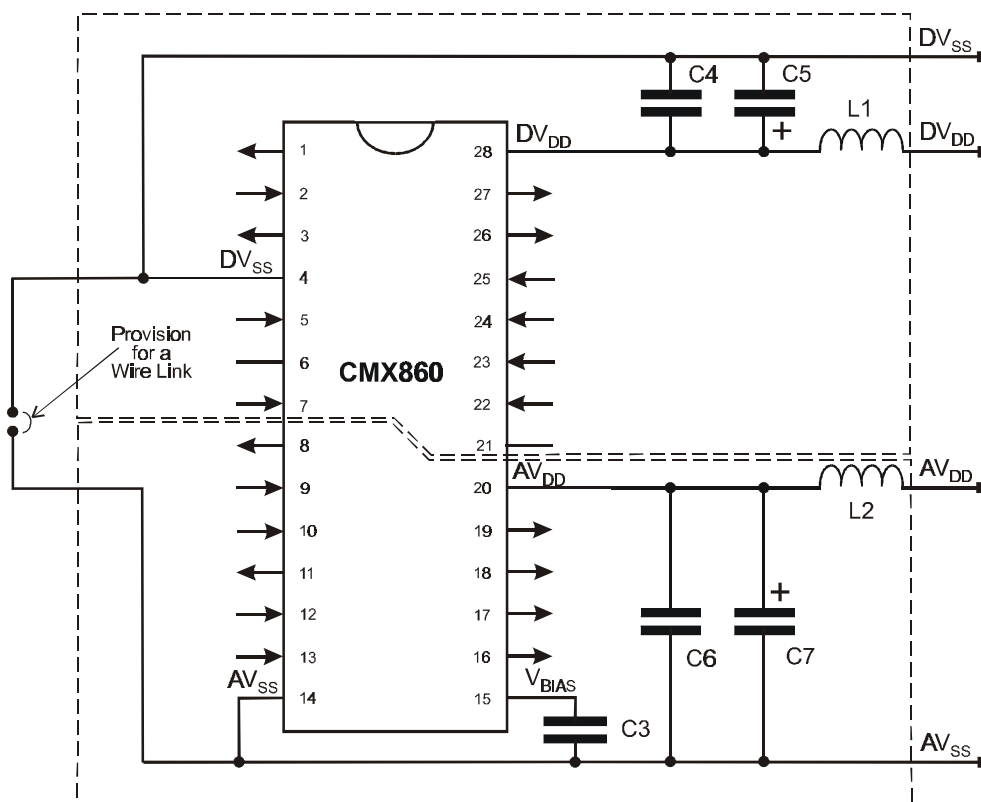 DVSS
C4 C5
L1
DVDD DVDD
1 28
2 27
3 26
DVSS
4 25
5 24
Provision
for a
Wire Link
6 23
CMX860
7 22
8 21
AVDD AVDD
9 20
L2
10 19
11 18
12 17
13 16
C6 C7
AVSS VBIAS
14 15
C3
AVSS
+
+